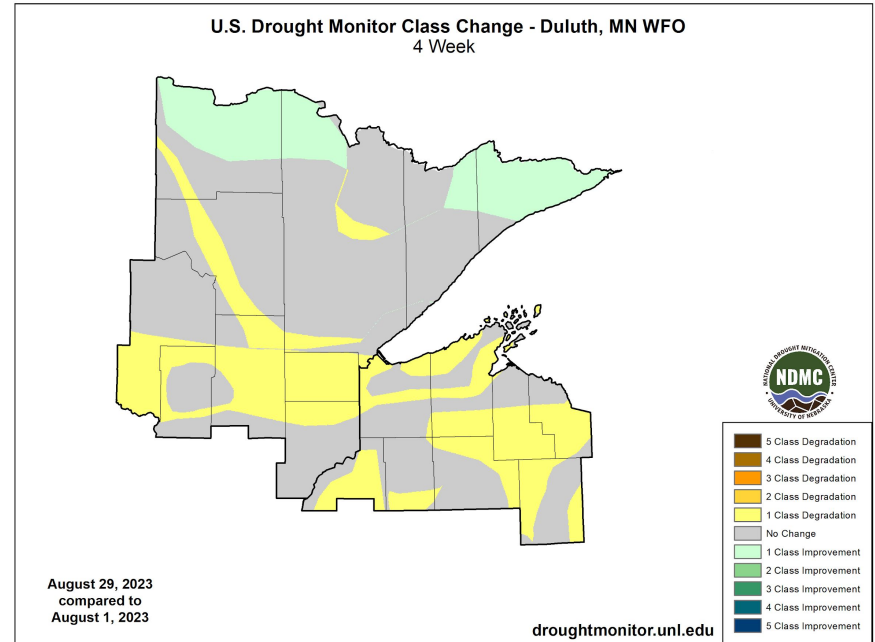 U.S. Drought Monitor Class Change - Duluth, MN WFO
4 Week
NATIONAL DROUGHT MITIGATION CENTER
NDMC
UNIVERSITY OF NEBRASKA
5 Class Degradation
4 Class Degradation
3 Class Degradation
2 Class Degradation
1 Class Degradation
No Change
1 Class Improvement
2 Class Improvement
3 Class Improvement
4 Class Improvement
5 Class Improvement
August 29, 2023
compared to
August 1, 2023
droughtmonitor.unl.edu